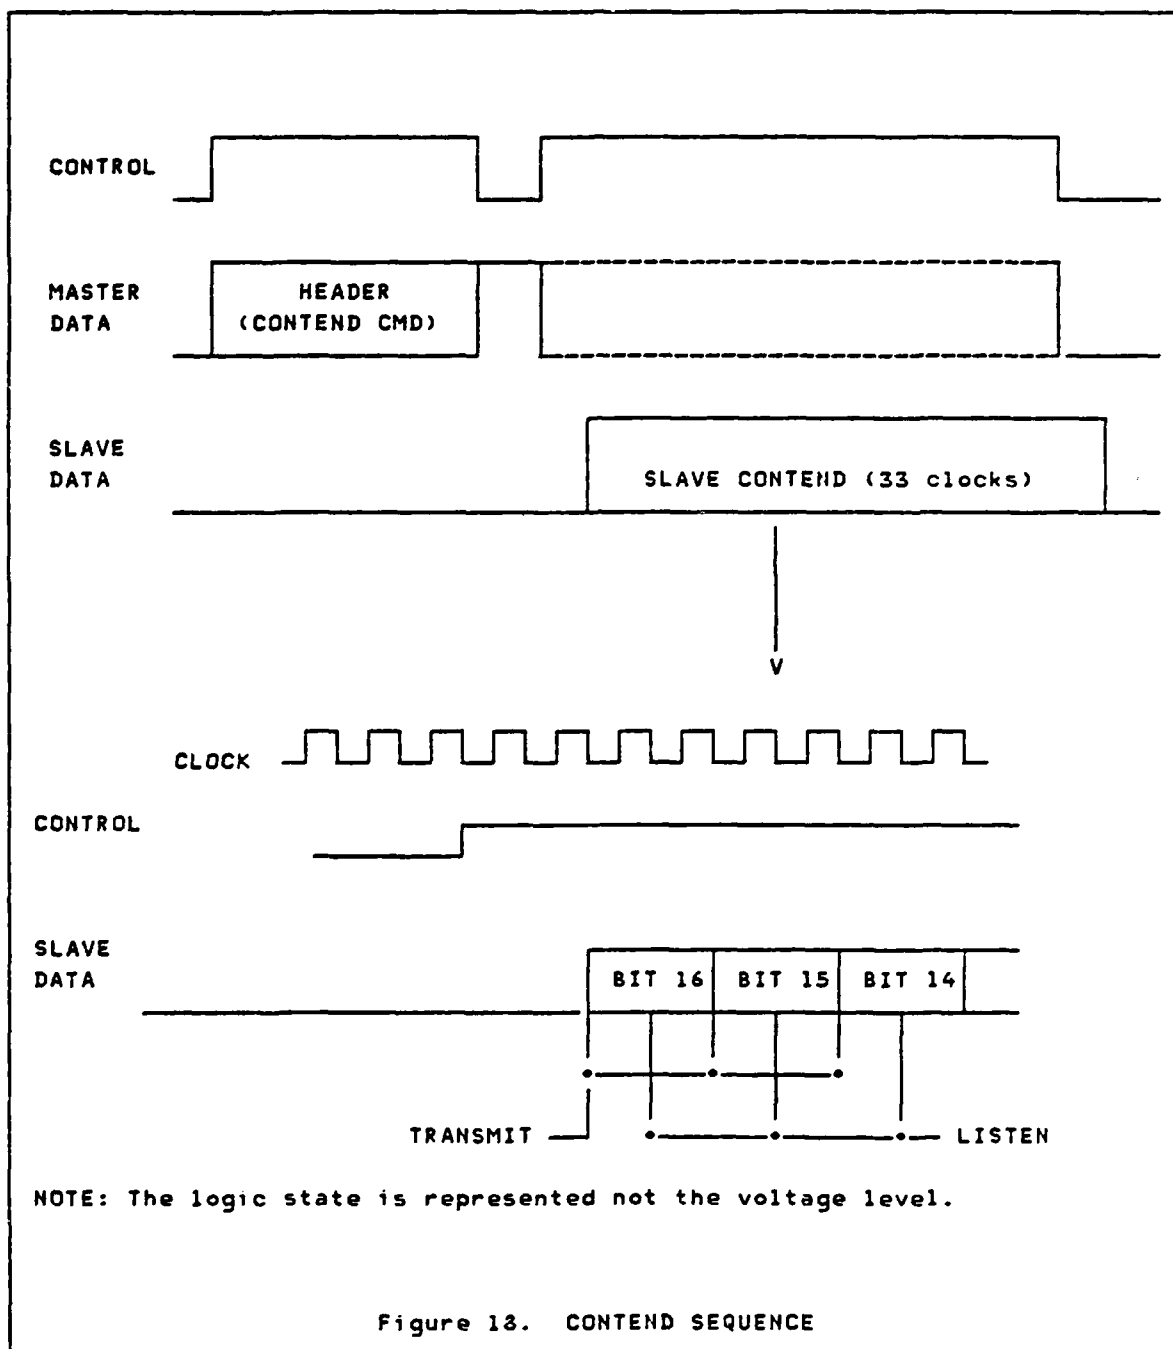 CONTROL
MASTER
DATA
HEADER
(CONTEND CMD)
SLAVE
DATA
SLAVE CONTEND (33 clocks)
V
CLOCK
CONTROL
SLAVE
DATA
BIT 16 BIT 15 BIT 14
TRANSMIT LISTEN
NOTE: The logic state is represented not the voltage level.
Figure 13. CONTEND SEQUENCE